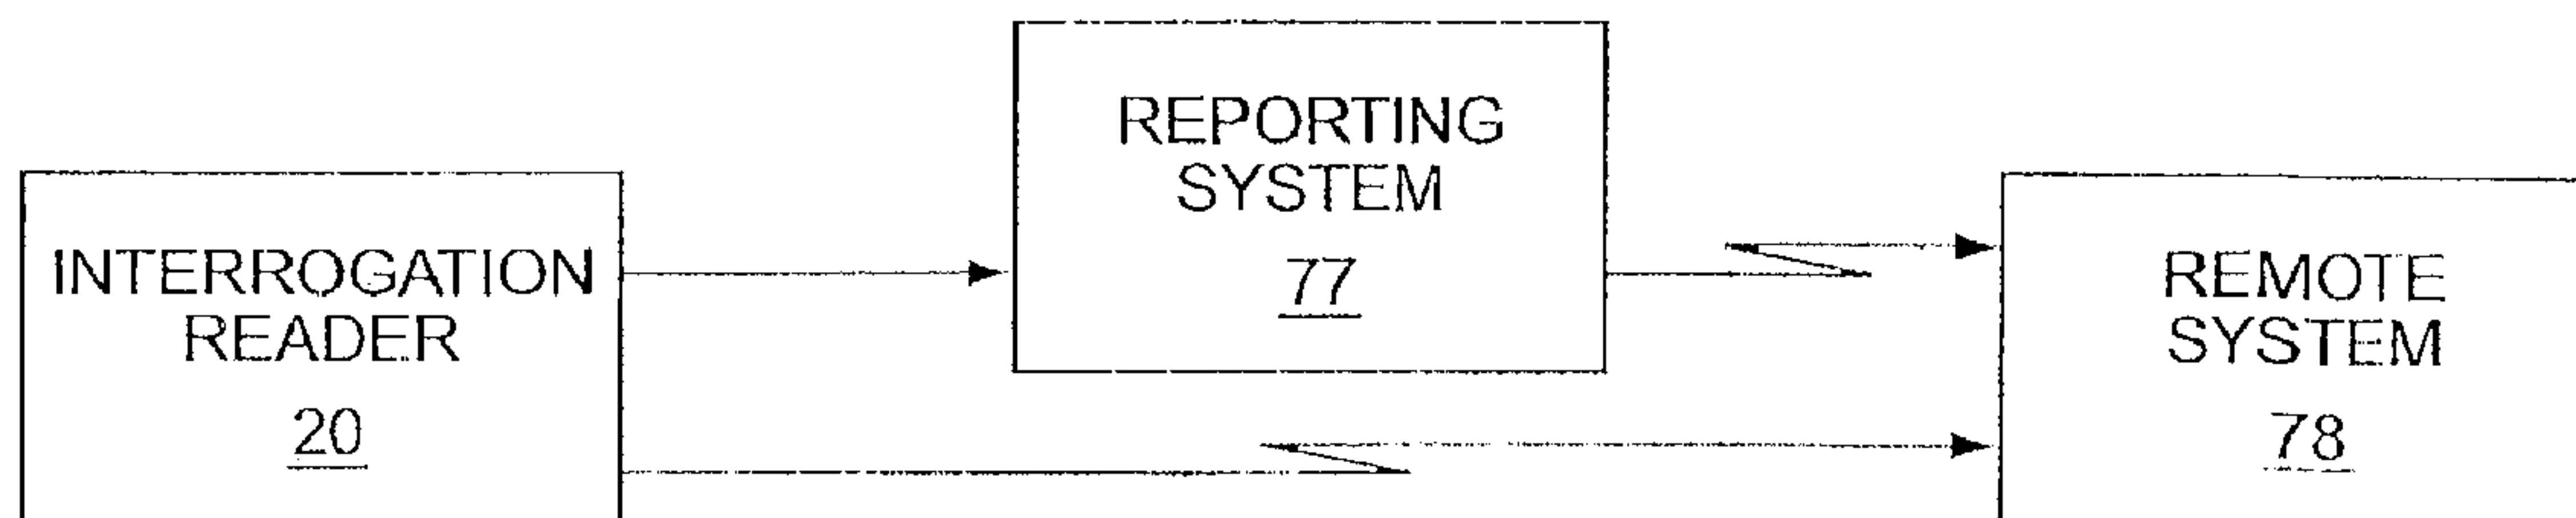 REPORTING
SYSTEM
77
INTERROGATION
READER
20
REMOTE
SYSTEM
78